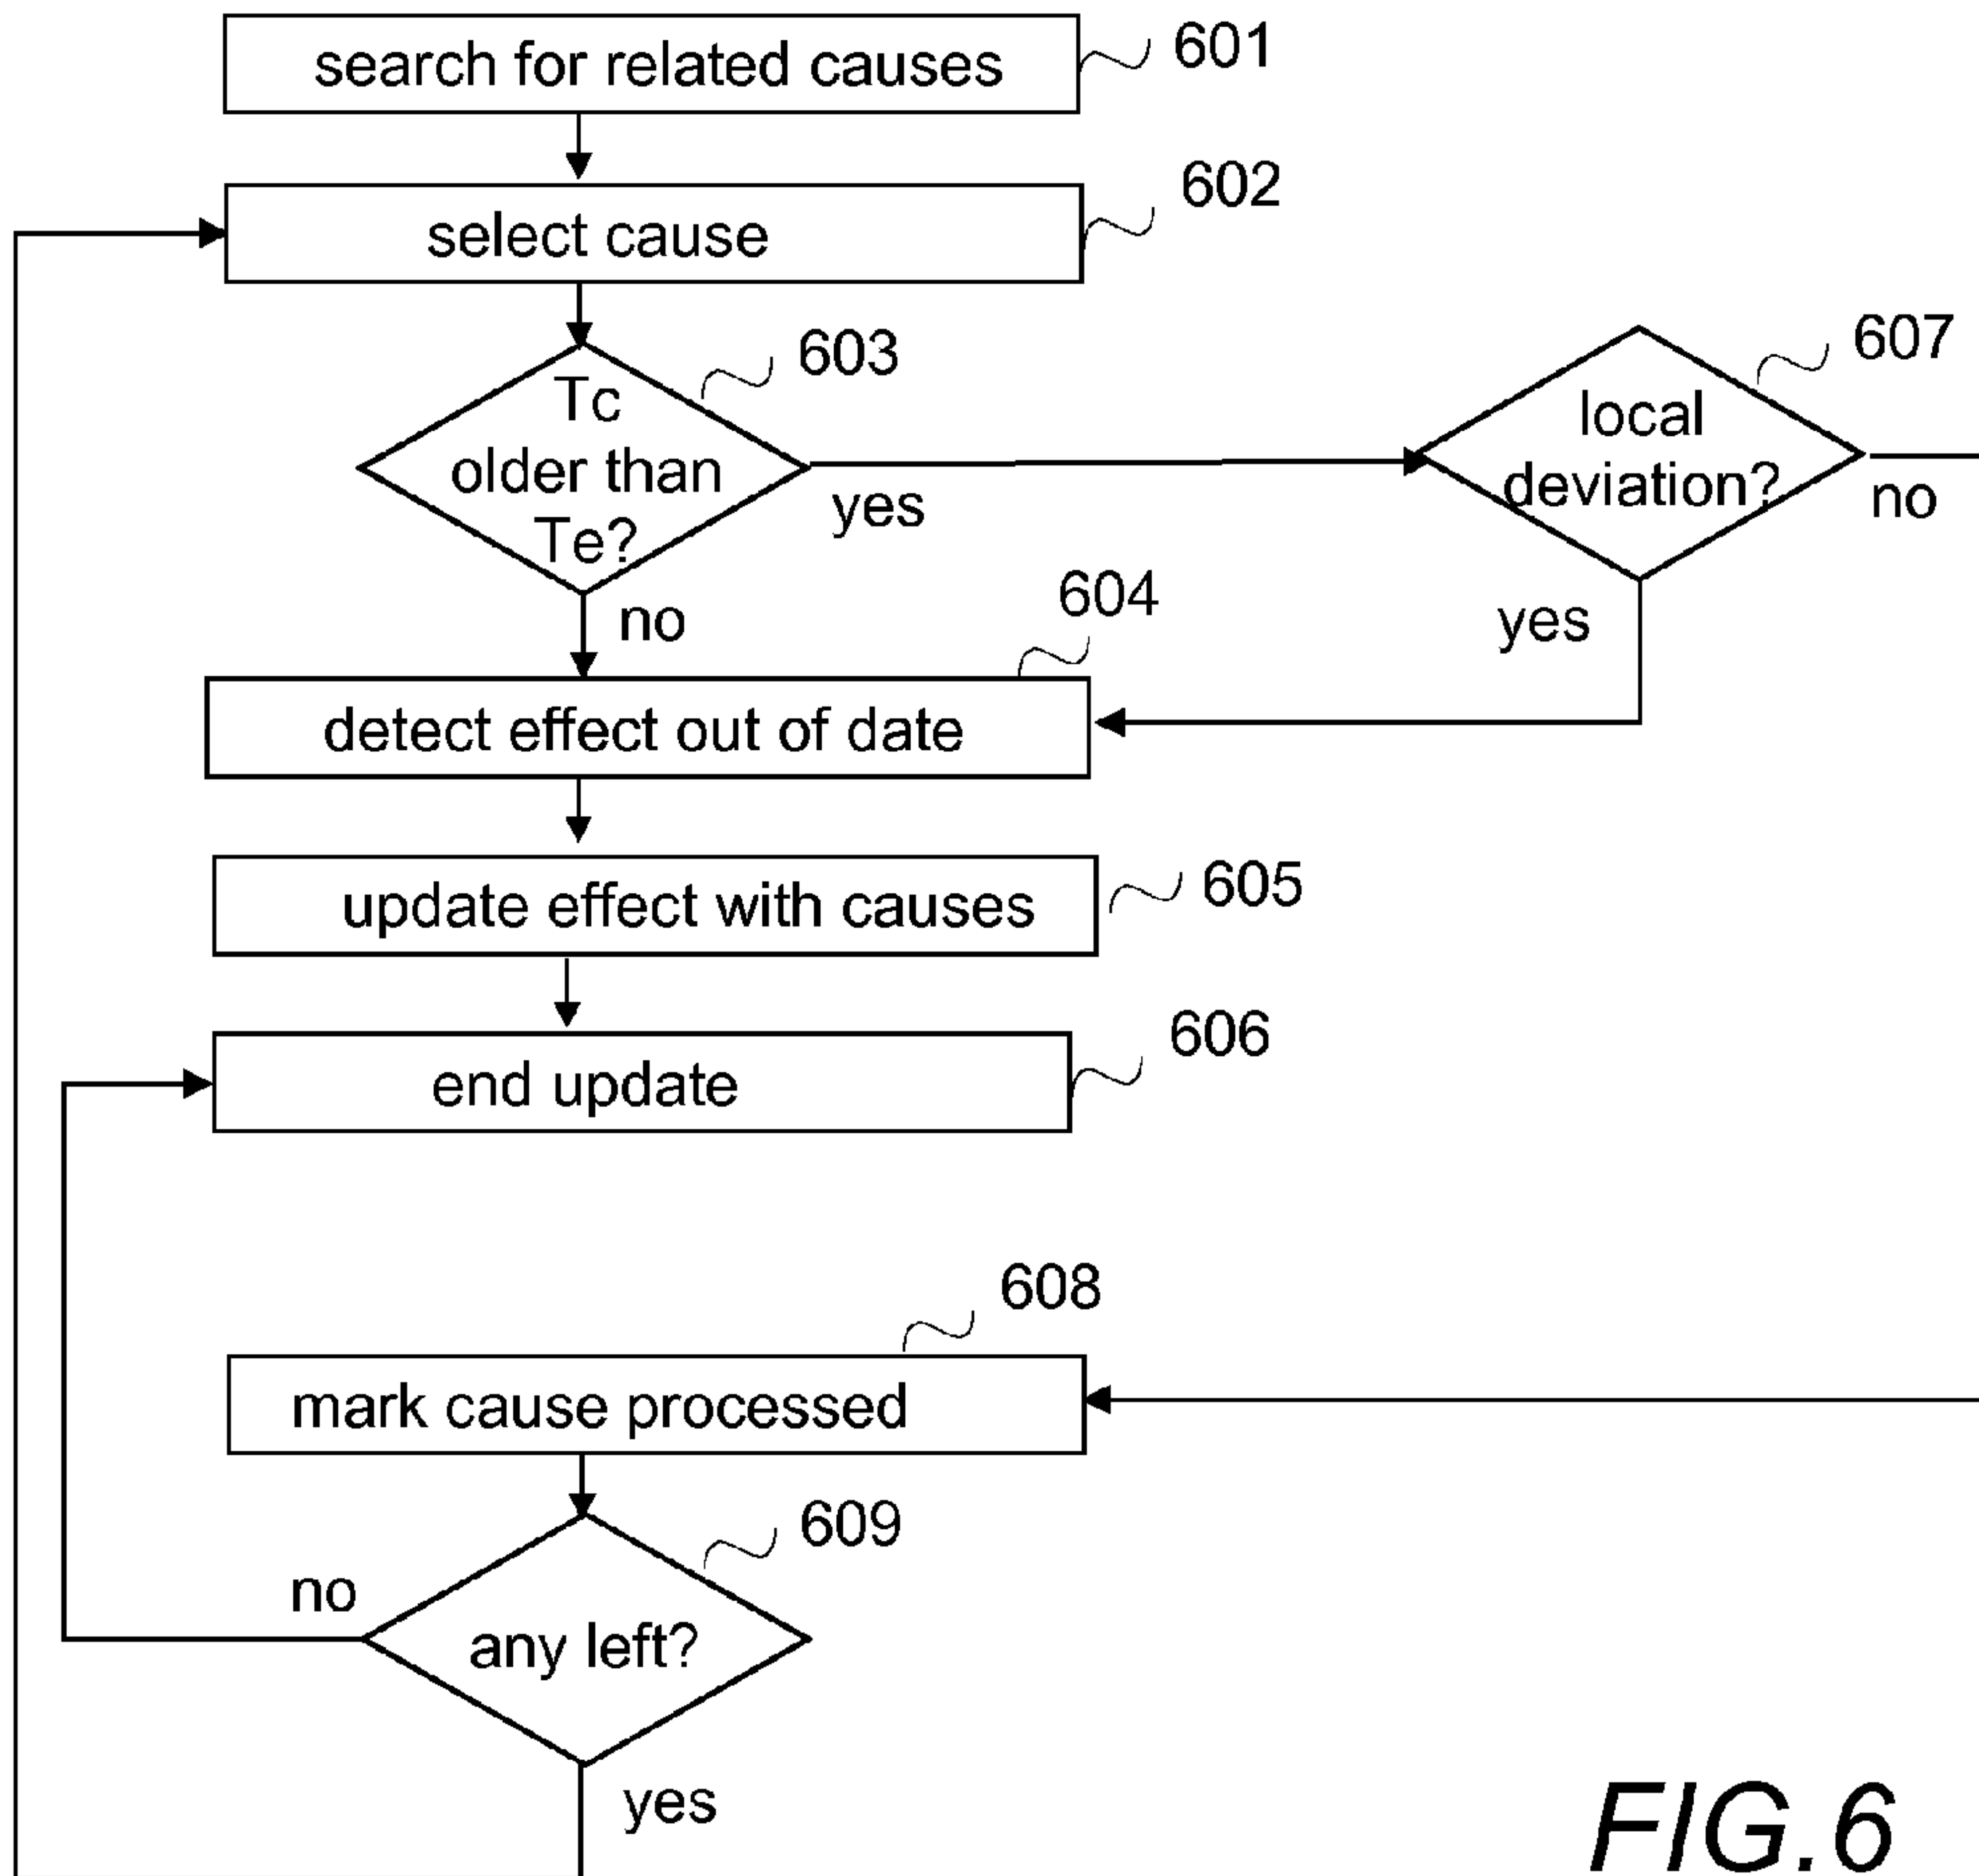 search for related causes
601
select cause
602
Tc
older than
Te?
603
yes
no
local
deviation?
607
no
yes
604
detect effect out of date
update effect with causes
605
end update
606
608
mark cause processed
609
any left?
no
yes
FIG.6